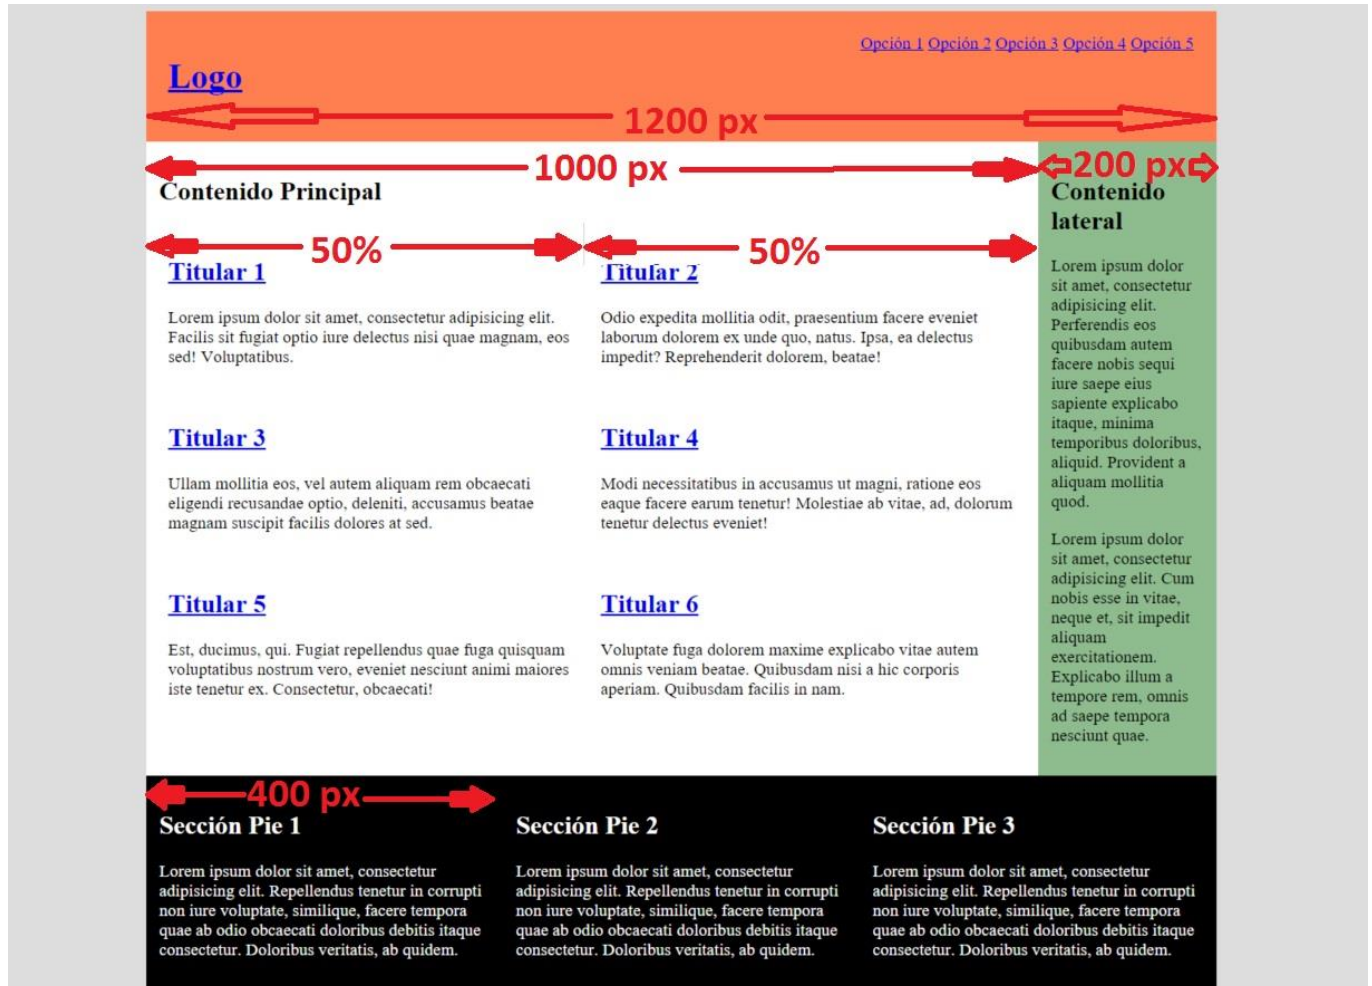 Opción 1 Opción 2 Opción 3 Opción 4 Opción 5
Logo
1200 px
1000 px
200 px
Contenido Principal
50%
50%
Titular 1
Lorem ipsum dolor sit amet, consectetur adipisicing elit.
Facilis sit fugiat optio iure delectus nisi quae magnam, eos
sed! Voluptatibus.
Titular 2
Odio expedita mollitia odit, praesentium facere eveniet
laborum dolorem ex unde quo, natus. Ipsa, ea delectus
impedit? Reprehenderit dolorem, beatae!
Titular 3
Ullam mollitia eos, vel autem aliquam rem obcaecati
eligendi recusandae optio, deleniti, accusamus beatae
magnam suscipit facilis dolores at sed.
Titular 4
Modi necessitatibus in accusamus ut magni, ratione eos
eaque facere earum tenetur! Molestiae ab vitae, ad, dolorum
tenetur delectus eveniet!
Titular 5
Est, ducimus, qui. Fugiat repellendus quae fuga quisquam
voluptatibus nostrum vero, eveniet nesciunt animi maiores
iste tenetur ex. Consectetur, obcaecati!
Titular 6
Voluptate fuga dolorem maxime explicabo vitae autem
omnis veniam beatae. Quibusdam nisi a hic corporis
aperiam. Quibusdam facilis in nam.
Contenido
lateral
Lorem ipsum dolor
sit amet, consectetur
adipisicing elit.
Perferendis eos
quibusdam autem
facere nobis sequi
iure saepe eius
sapiente explicabo
itaque, minima
temporibus doloribus,
aliquid. Provident a
aliquam mollitia
quod.
Lorem ipsum dolor
sit amet, consectetur
adipisicing elit. Cum
nobis esse in vitae,
neque et, sit impedit
aliquam
exercitationem.
Explicabo illum a
tempore rem, omnis
ad saepe tempora
nesciunt quae.
400 px
Sección Pie 1
Lorem ipsum dolor sit amet, consectetur
adipisicing elit. Repellendus tenetur in corrupti
non iure voluptate, similique, facere tempora
quae ab odio obcaecati doloribus debitis itaque
consectetur. Doloribus veritatis, ab quidem.
Sección Pie 2
Lorem ipsum dolor sit amet, consectetur
adipisicing elit. Repellendus tenetur in corrupti
non iure voluptate, similique, facere tempora
quae ab odio obcaecati doloribus debitis itaque
consectetur. Doloribus veritatis, ab quidem.
Sección Pie 3
Lorem ipsum dolor sit amet, consectetur
adipisicing elit. Repellendus tenetur in corrupti
non iure voluptate, similique, facere tempora
quae ab odio obcaecati doloribus debitis itaque
consectetur. Doloribus veritatis, ab quidem.